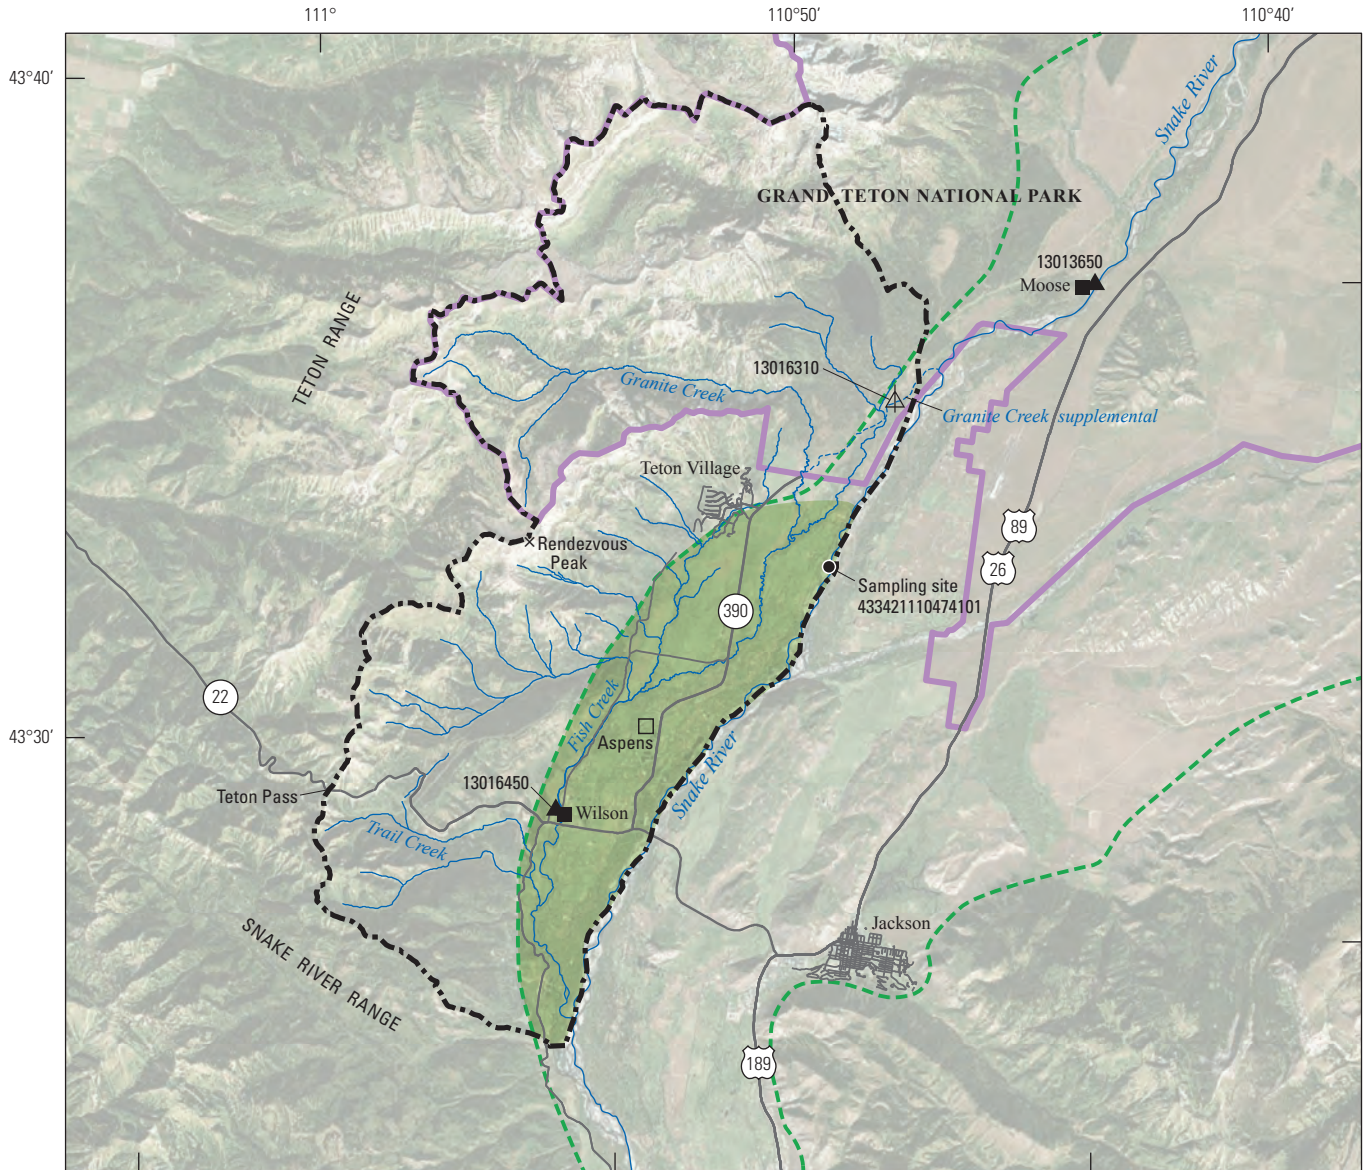 111°
110°50′
110°40′
43°40′
Snake River
GRAND TETON NATIONAL PARK
13013650
Moose
TETON RANGE
13016310
Granite Creek
Granite Creek supplemental
Teton Village
89
Rendezvous
Peak
26
Sampling site
433421110474101
390
22
Fish Creek
43°30′
Aspens
Snake River
13016450
Teton Pass
Wilson
Trail Creek
Jackson
SNAKE RIVER RANGE
189